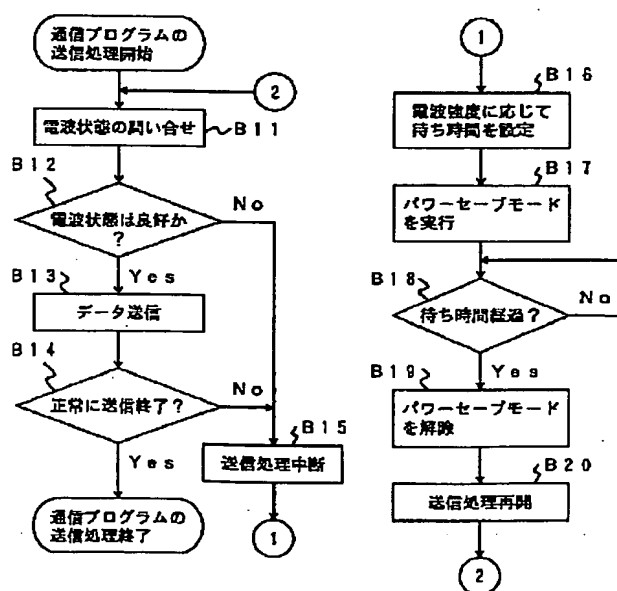 通信プログラムの
送信処理開始
2
電波状態の問い合せ
B11
B12
電波状態は良好か
?
No
Yes
B13
データ送信
B14
正常に送信終了?
No
Yes
B15
送信処理中断
通信プログラムの
送信処理終了
1
1
B16
電波強度に応じて
待ち時間を設定
B17
パワーセーブモード
を実行
B18
待ち時間経過?
No
Yes
B19
パワーセーブモード
を解除
B20
送信処理再開
2